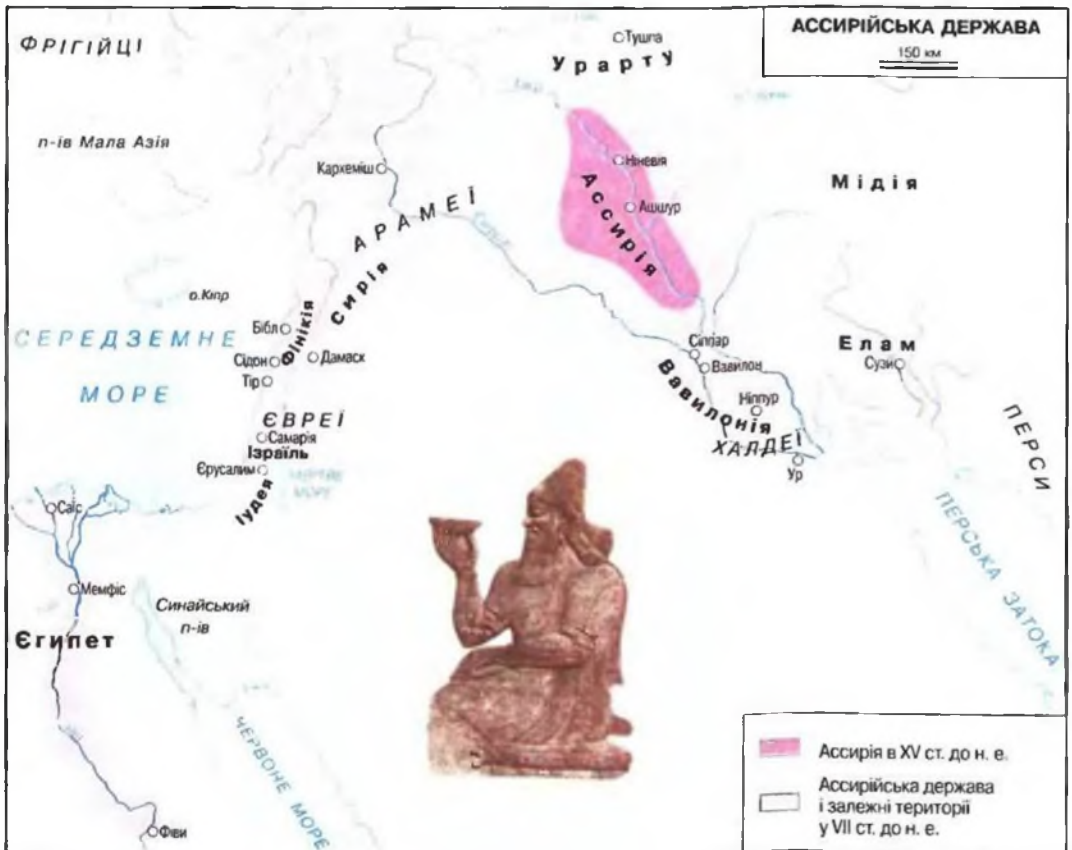 АССИРІЙСЬКА ДЕРЖАВА
150 км
ФРІГІЙЦІ
Тушга
Урарту
п-ів Мала Азія
Кархеміш
Ніневія
Мідія
АРАМЕЇ
Ашшур
Ассирія
Сирія
о.Кіпр
СЕРЕДЗЕМНЕ
МОРЕ
Бібл
Фінікія
Сідон
Дамаск
Тір
Сіппар
Вавилон
Елам
Сузи
Вавилонія
Ніппур
ЄВРЕЇ
Самарія
Ізраїль
Єрусалим
Іудея
ХАЛДЕЇ
Ур
ПЕРСИ
Саїс
МОРЕ
ПЕРСЬКА ЗАТОКА
Мемфіс
Синайський
п-ів
Єгипет
ЧЕРВОНЕ МОРЕ
Фіви
Ассирія в XV ст. до н. е.
Ассирійська держава
і залежні території
у VII ст. до н. е.